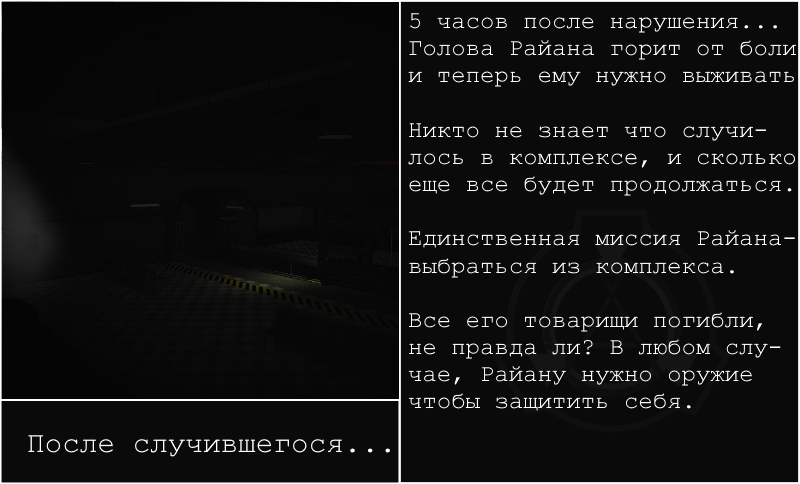 5 часов после нарушения...
Голова Райана горит от боли
и теперь ему нужно выживать
Никто не знает что случи-
лось в комплексе, и сколько
еще все будет продолжаться.
Единственная миссия Райана-
выбраться из комплекса.
Все его товарищи погибли,
не правда ли? В любом слу-
чае, Райану нужно оружие
чтобы защитить себя.
После случившегося...